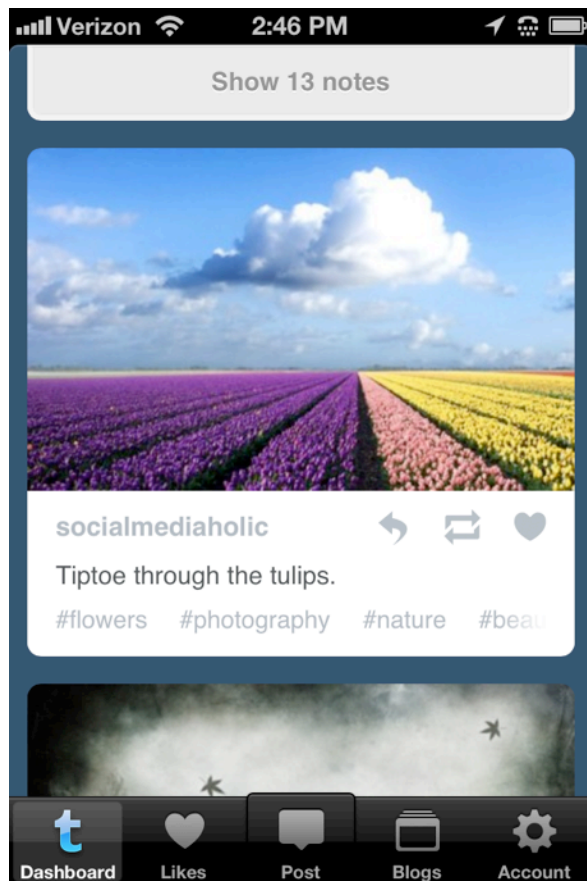 Verizon 2:46 PM
Show 13 notes
socialmediaholic
Tiptoe through the tulips.
#flowers #photography #nature #beau
t
Dashboard Likes Post Blogs Account